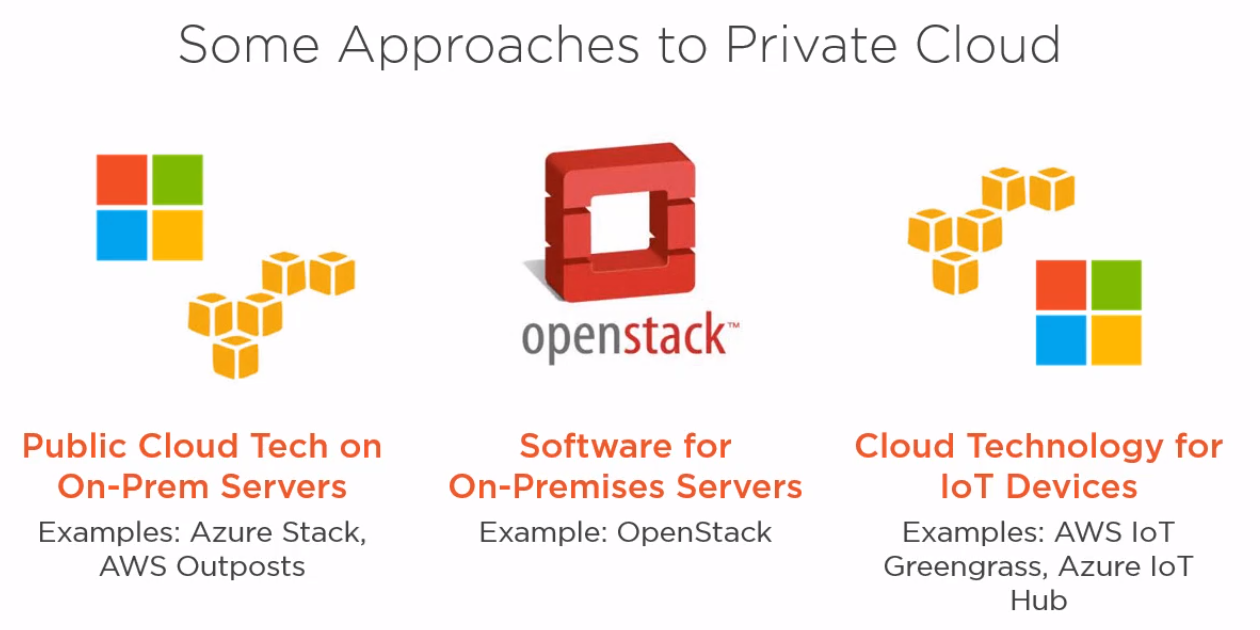 Some Approaches to Private Cloud
openstack™
Public Cloud Tech on
On-Prem Servers
Examples: Azure Stack,
AWS Outposts
Software for
On-Premises Servers
Example: OpenStack
Cloud Technology for
IoT Devices
Examples: AWS IoT
Greengrass, Azure IoT
Hub